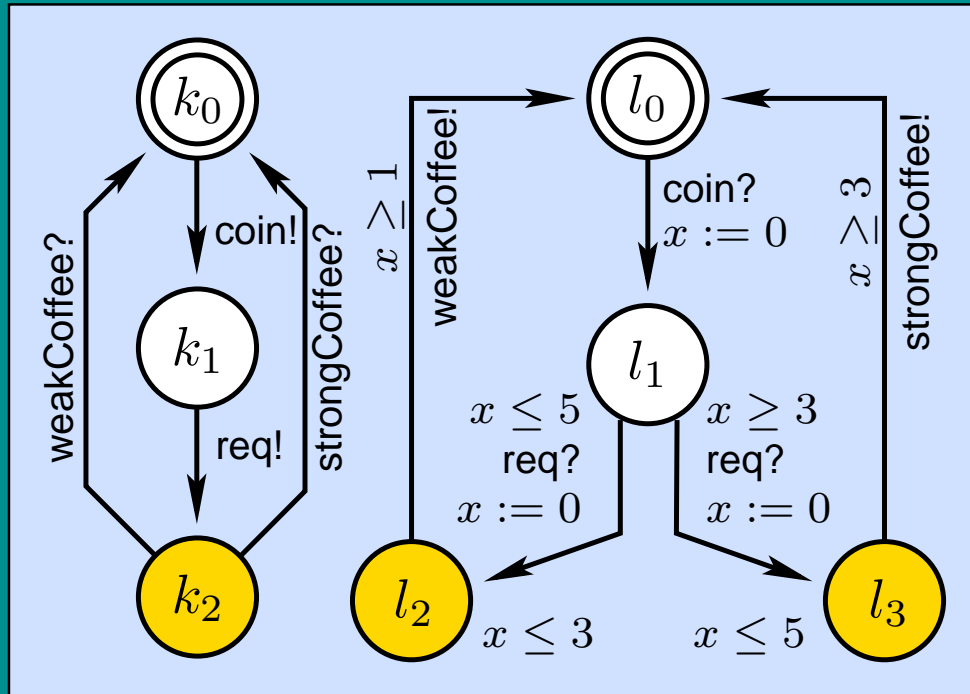 k₀
coin!
k₁
req!
k₂
weakCoffee?
strongCoffee?
l₀
coin?
x := 0
l₁
x ≤ 5
req?
x := 0
x ≥ 3
req?
x := 0
l₂
x ≤ 3
l₃
x ≤ 5
x ≥ 1
weakCoffee!
x ≥ 3
strongCoffee!